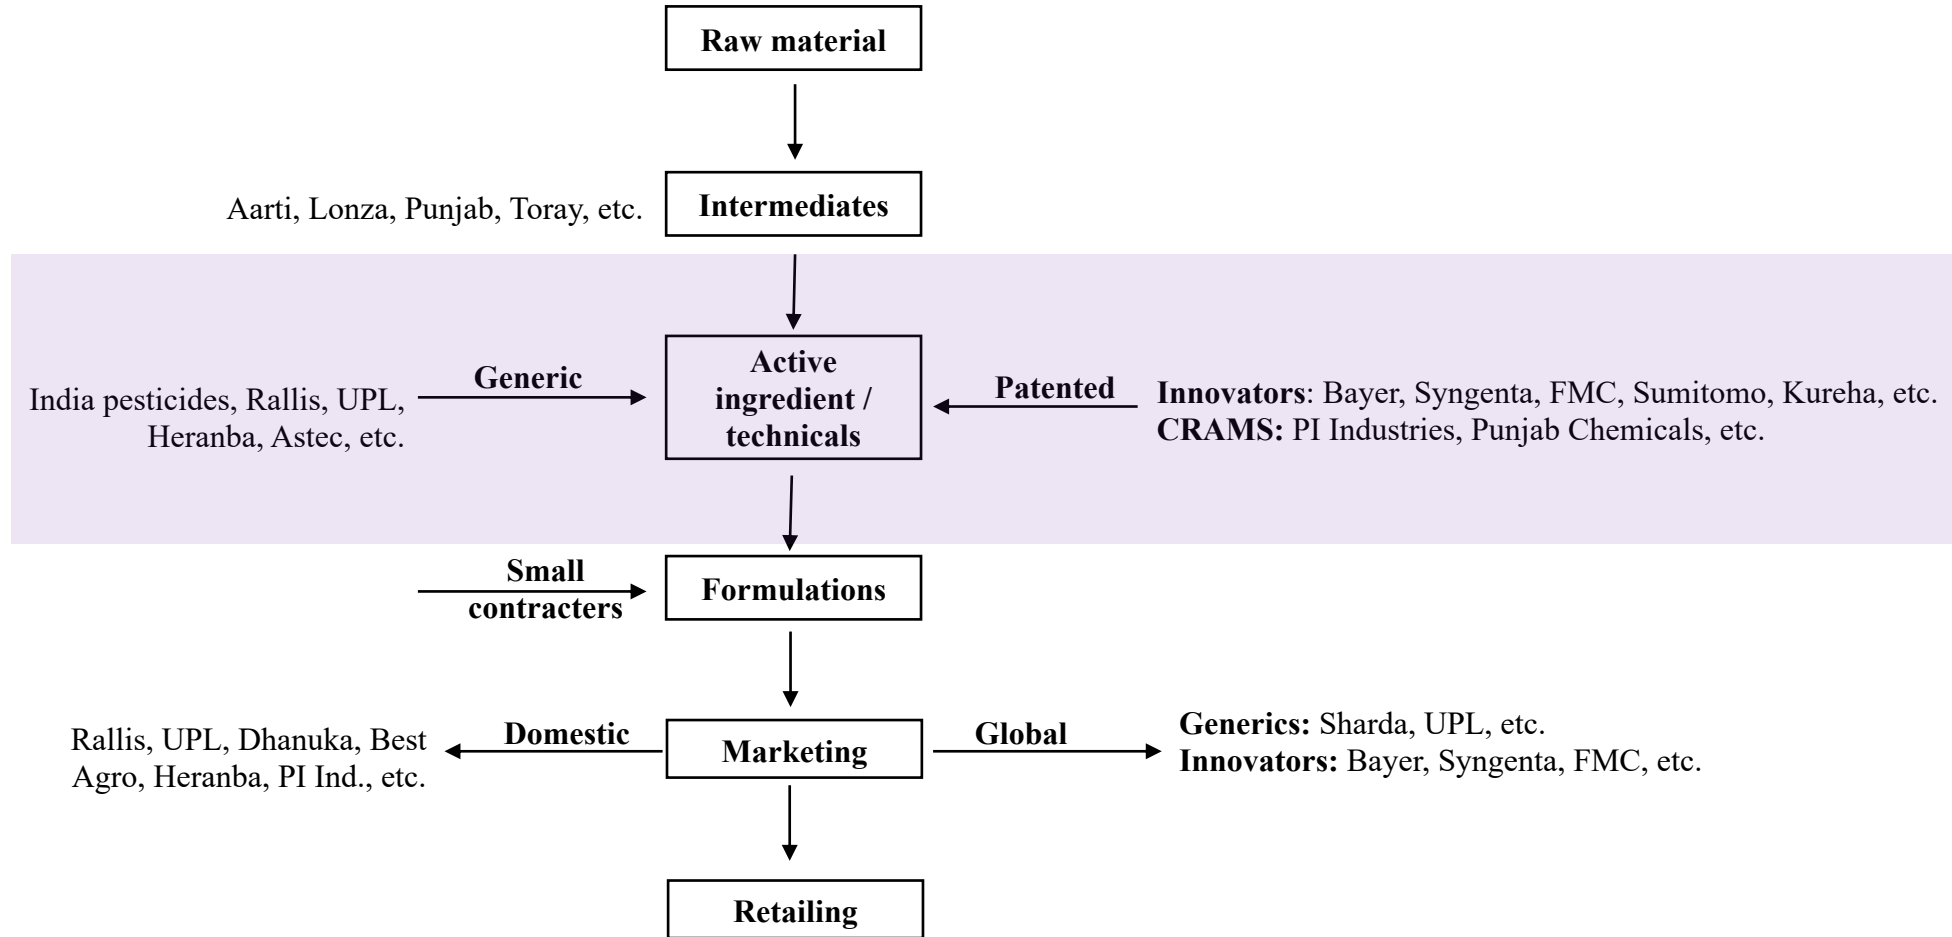 Raw material
Aarti, Lonza, Punjab, Toray, etc.
Intermediates
India pesticides, Rallis, UPL,
Heranba, Astec, etc.
Generic
Active
ingredient /
technicals
Patented
Innovators: Bayer, Syngenta, FMC, Sumitomo, Kureha, etc.
CRAMS: PI Industries, Punjab Chemicals, etc.
Small
contracters
Formulations
Rallis, UPL, Dhanuka, Best
Agro, Heranba, PI Ind., etc.
Domestic
Marketing
Global
Generics: Sharda, UPL, etc.
Innovators: Bayer, Syngenta, FMC, etc.
Retailing